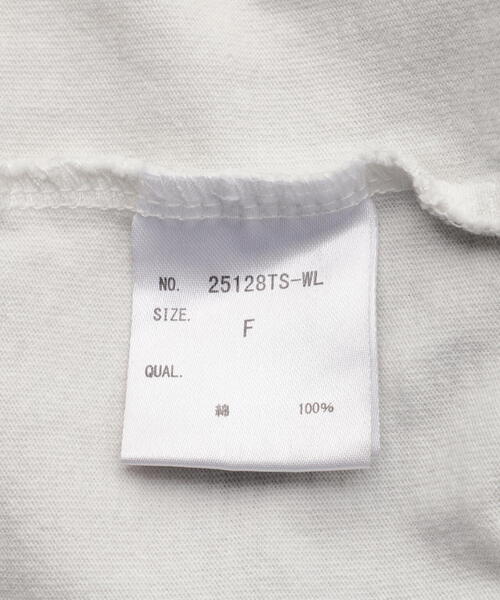 NO. 25128TS-WL
SIZE.
F
QUAL.
綿 100%